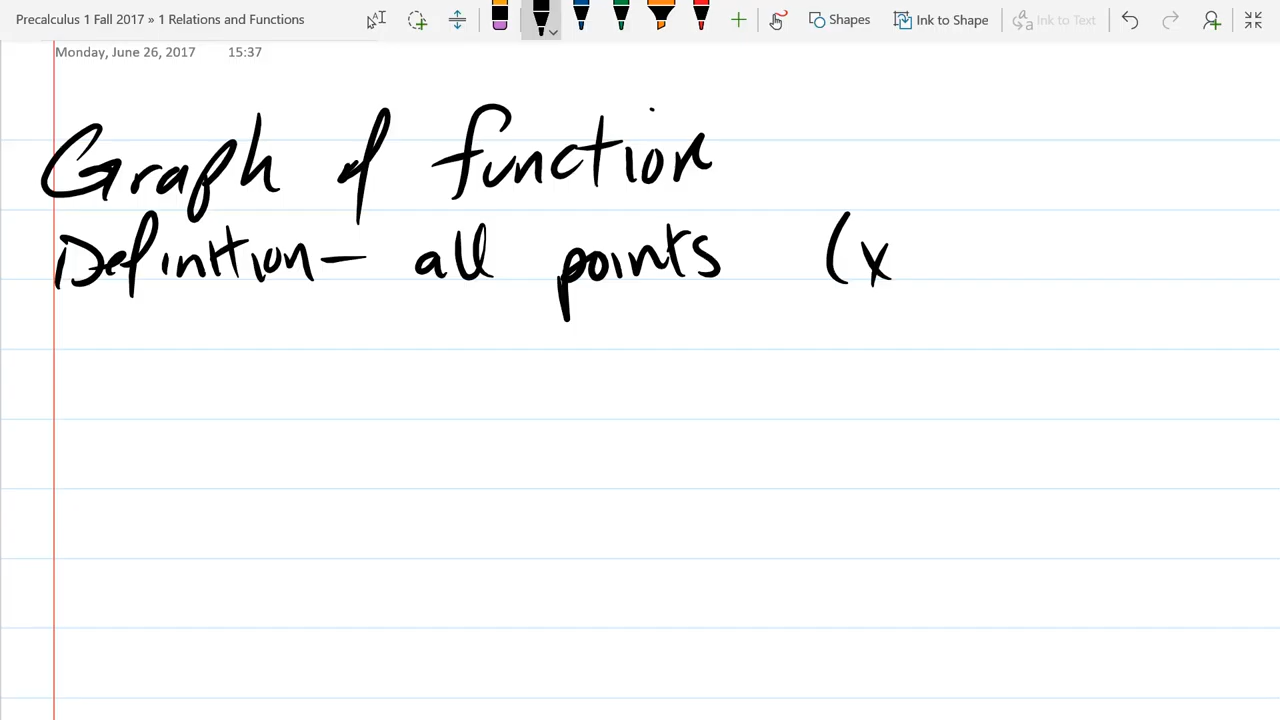 Precalculus 1 Fall 2017 » 1 Relations and Functions Shapes Ink to Shape Ink to Text
Monday, June 26, 2017 15:37
Graph of function
Definition — all points (x